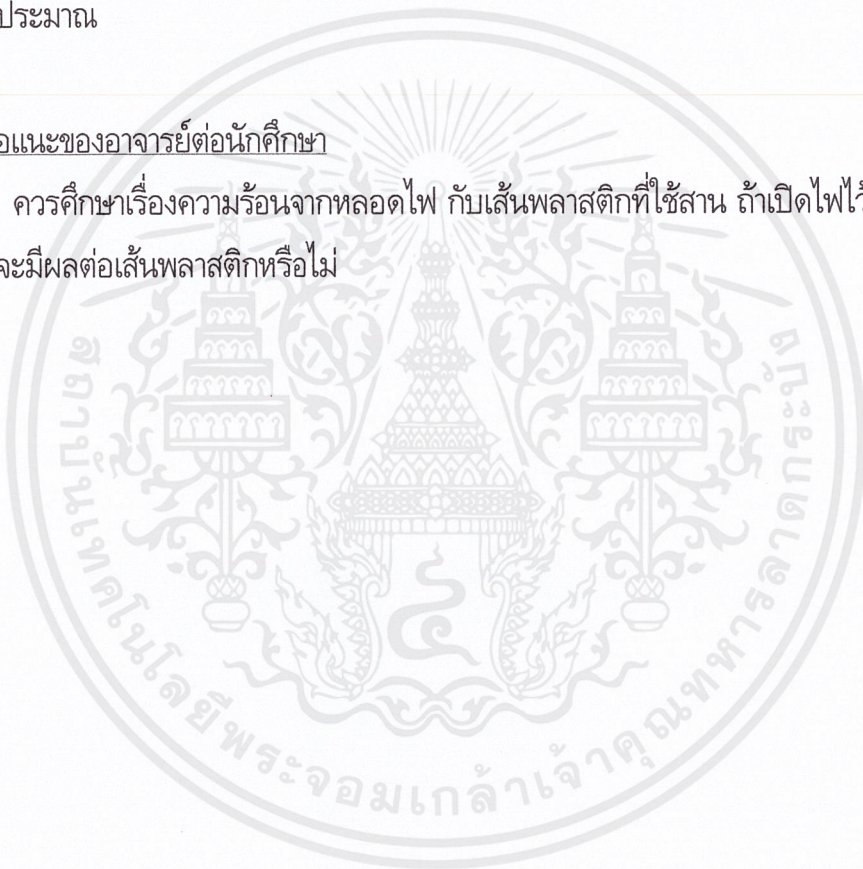 ประมาณ
อแนะของอาจารย์ต่อนักศึกษา
ควรศึกษาเรื่องความร้อนจากหลอดไฟ กับเส้นพลาสติกที่ใช้สาน ถ้าเปิดไฟไว้
จะมีผลต่อเส้นพลาสติกหรือไม่
สถาบันเทคโนโลยีพระจอมเกล้าเจ้าคุณทหารลาดกระบัง